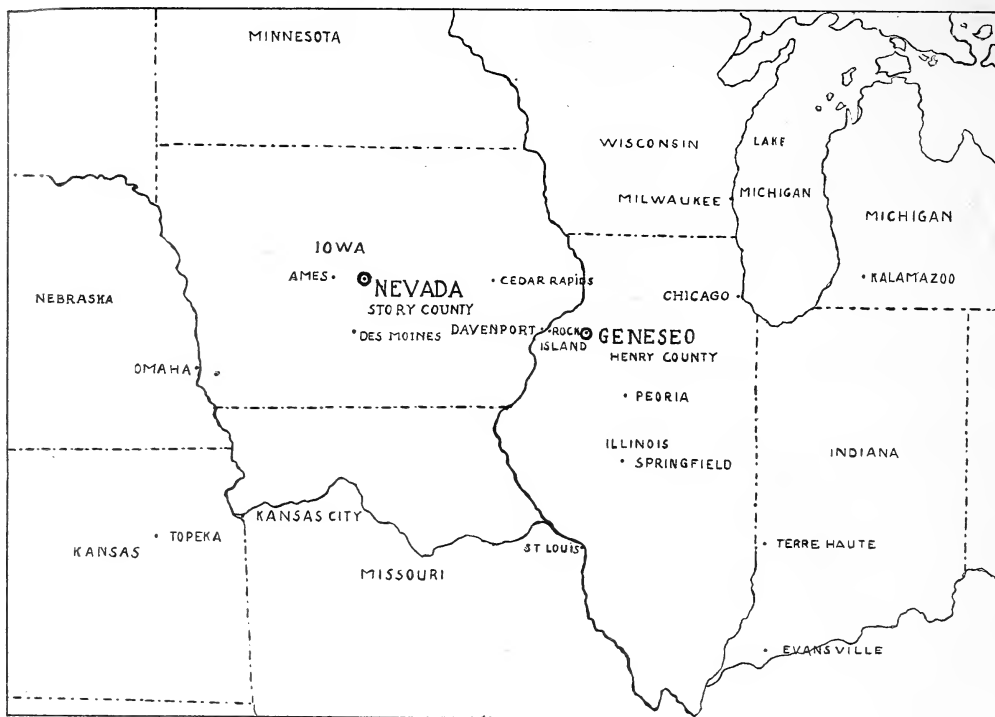 MINNESOTA
WISCONSIN
LAKE
MICHIGAN
MILWAUKEE
MICHIGAN
IOWA
AMES
NEVADA
STORY COUNTY
CEDAR RAPIDS
KALAMAZOO
NEBRASKA
CHICAGO
DES MOINES
DAVENPORT
ROCK
ISLAND
GENESEO
HENRY COUNTY
OMAHA
PEORIA
ILLINOIS
SPRINGFIELD
INDIANA
KANSAS CITY
TOPEKA
KANSAS
ST LOUIS
TERRE HAUTE
MISSOURI
EVANSVILLE